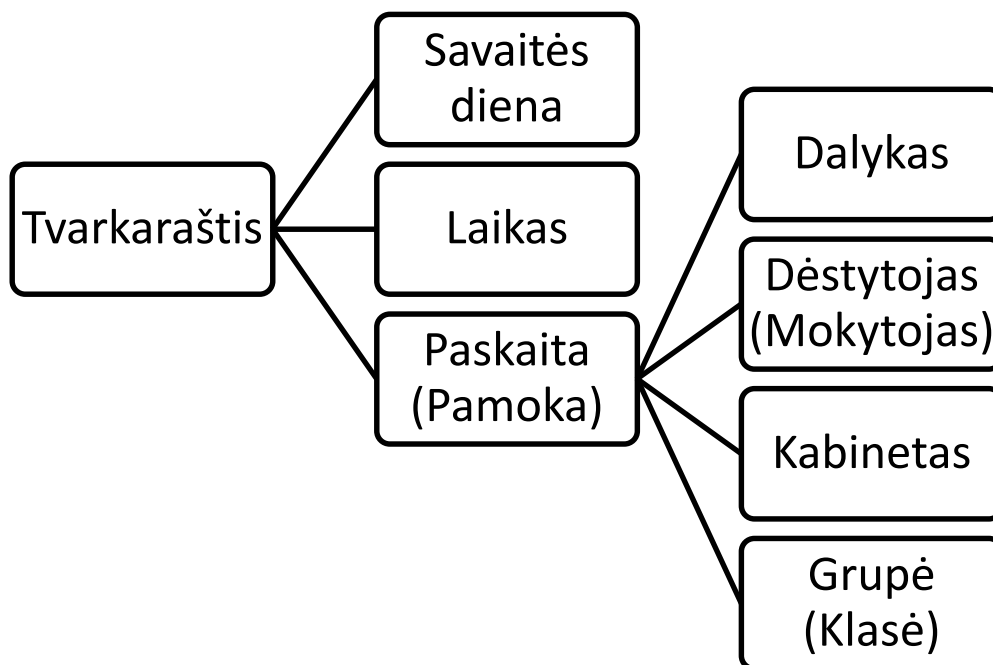 Tvarkaraštis
Savaitės
diena
Laikas
Paskaita
(Pamoka)
Dalykas
Dėstytojas
(Mokytojas)
Kabinetas
Grupė
(Klasė)